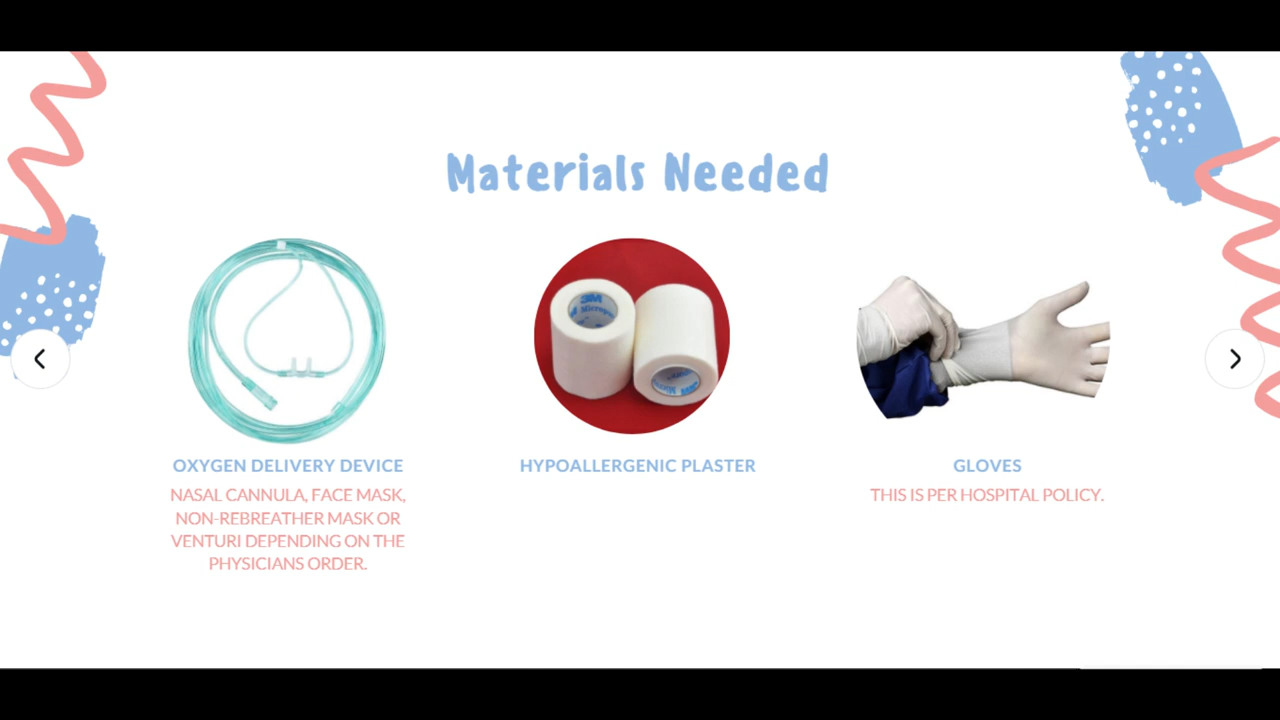 Materials Needed
3M
OXYGEN DELIVERY DEVICE
NASAL CANNULA, FACE MASK,
NON-REBREATHER MASK OR
VENTURI DEPENDING ON THE
PHYSICIANS ORDER.
HYPOALLERGENIC PLASTER
GLOVES
THIS IS PER HOSPITAL POLICY.